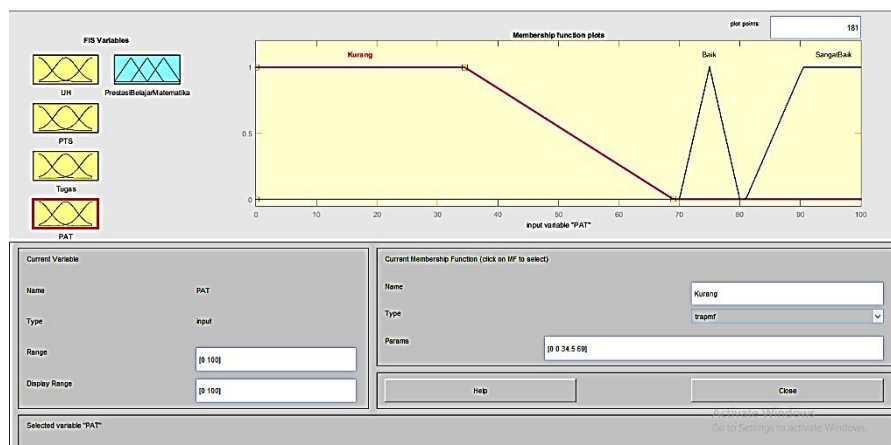 FIS Variables
UH
PrestasiBelajarMatematika
PTS
Tugas
PAT
Membership function plots
plot points:
181
Kurang
Baik
SangatBaik
1
0.5
0
0 10 20 30 40 50 60 70 80 90 100
input variable "PAT"
Current Variable
Name PAT
Type input
Range [0 100]
Display Range [0 100]
Current Membership Function (click on MF to select)
Name Kurang
Type trapmf
Params [0 0 34.5 69]
Help Close
Selected variable "PAT"
Activate Windows
Go to Settings to activate Windows.